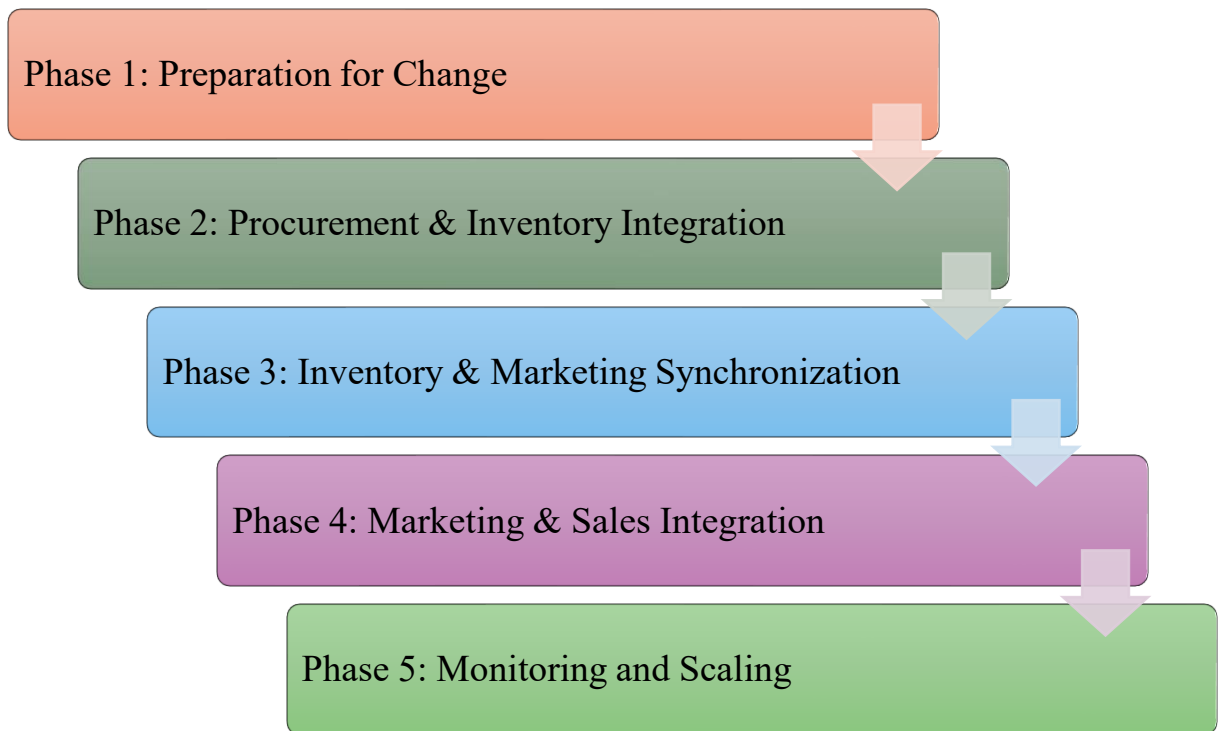 Phase 1: Preparation for Change
Phase 2: Procurement & Inventory Integration
Phase 3: Inventory & Marketing Synchronization
Phase 4: Marketing & Sales Integration
Phase 5: Monitoring and Scaling